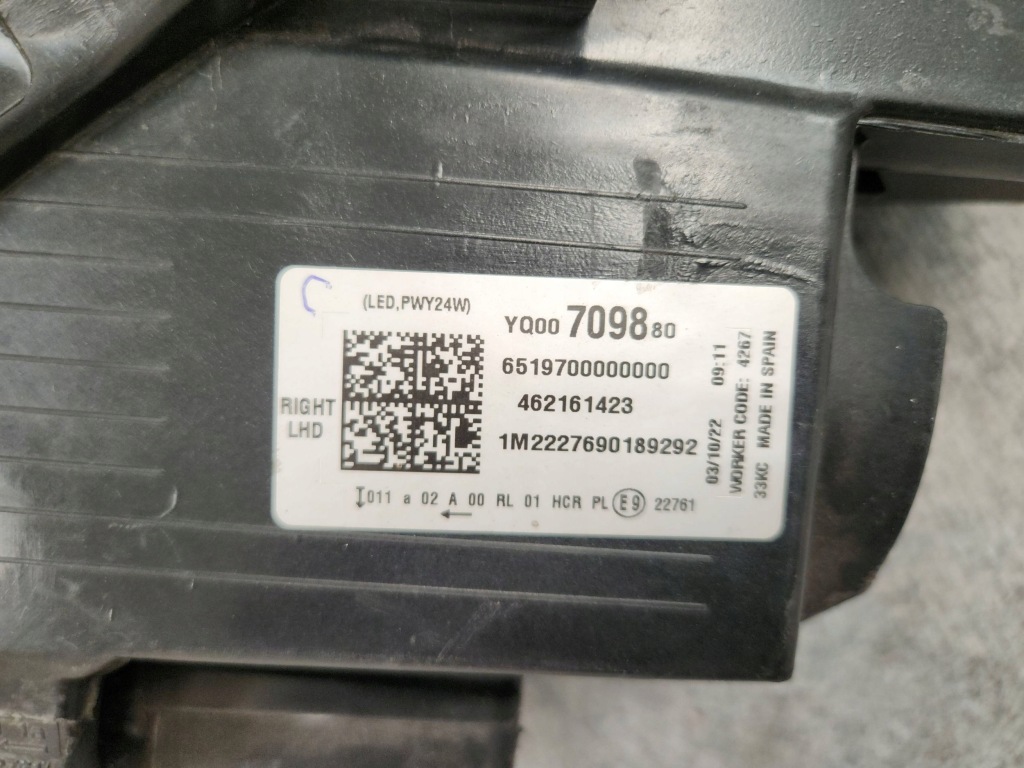 (LED,PWY24W)
YQ00 7098 80
6519700000000
462161423
1M2227690189292
RIGHT
LHD
011 a 02 A 00 RL 01 HCR PL E9 22761
03/10/22 09:11
WORKER CODE: 4267
33KC MADE IN SPAIN